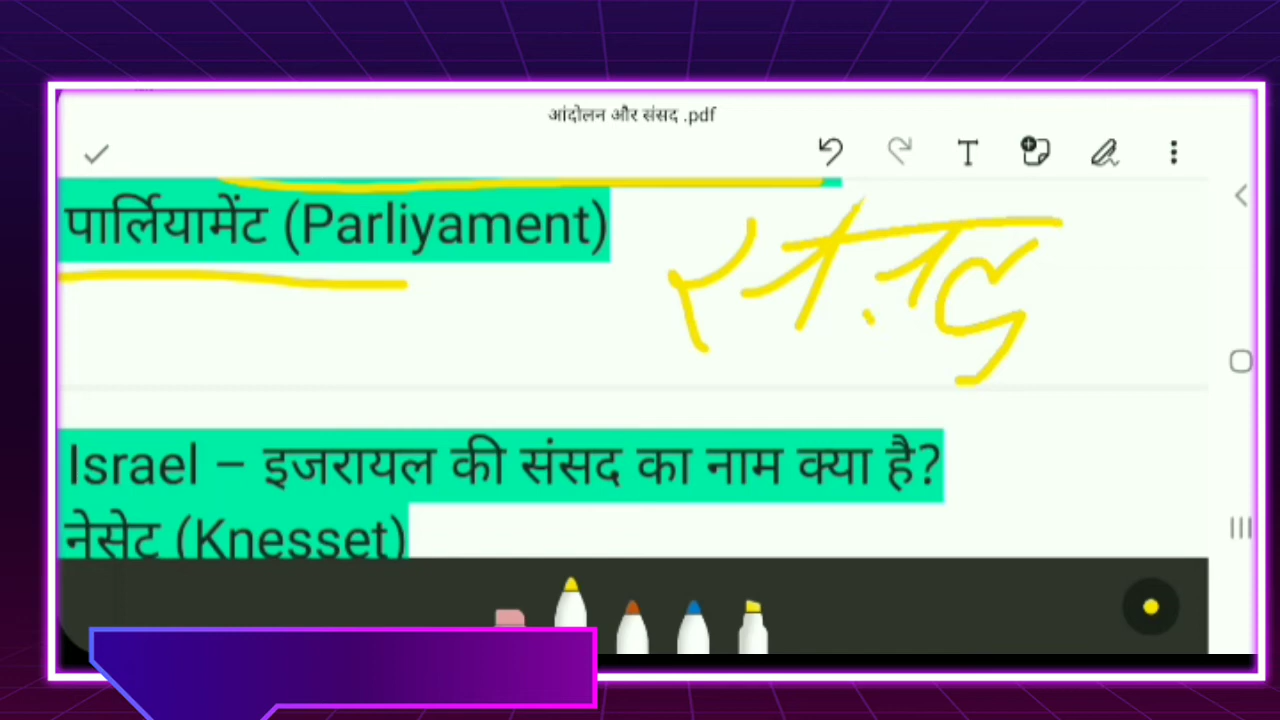 आंदोलन और संसद .pdf
T
पार्लियामेंट (Parliyament)
संसद
Israel – इजरायल की संसद का नाम क्या है?
नेसेट (Knesset)